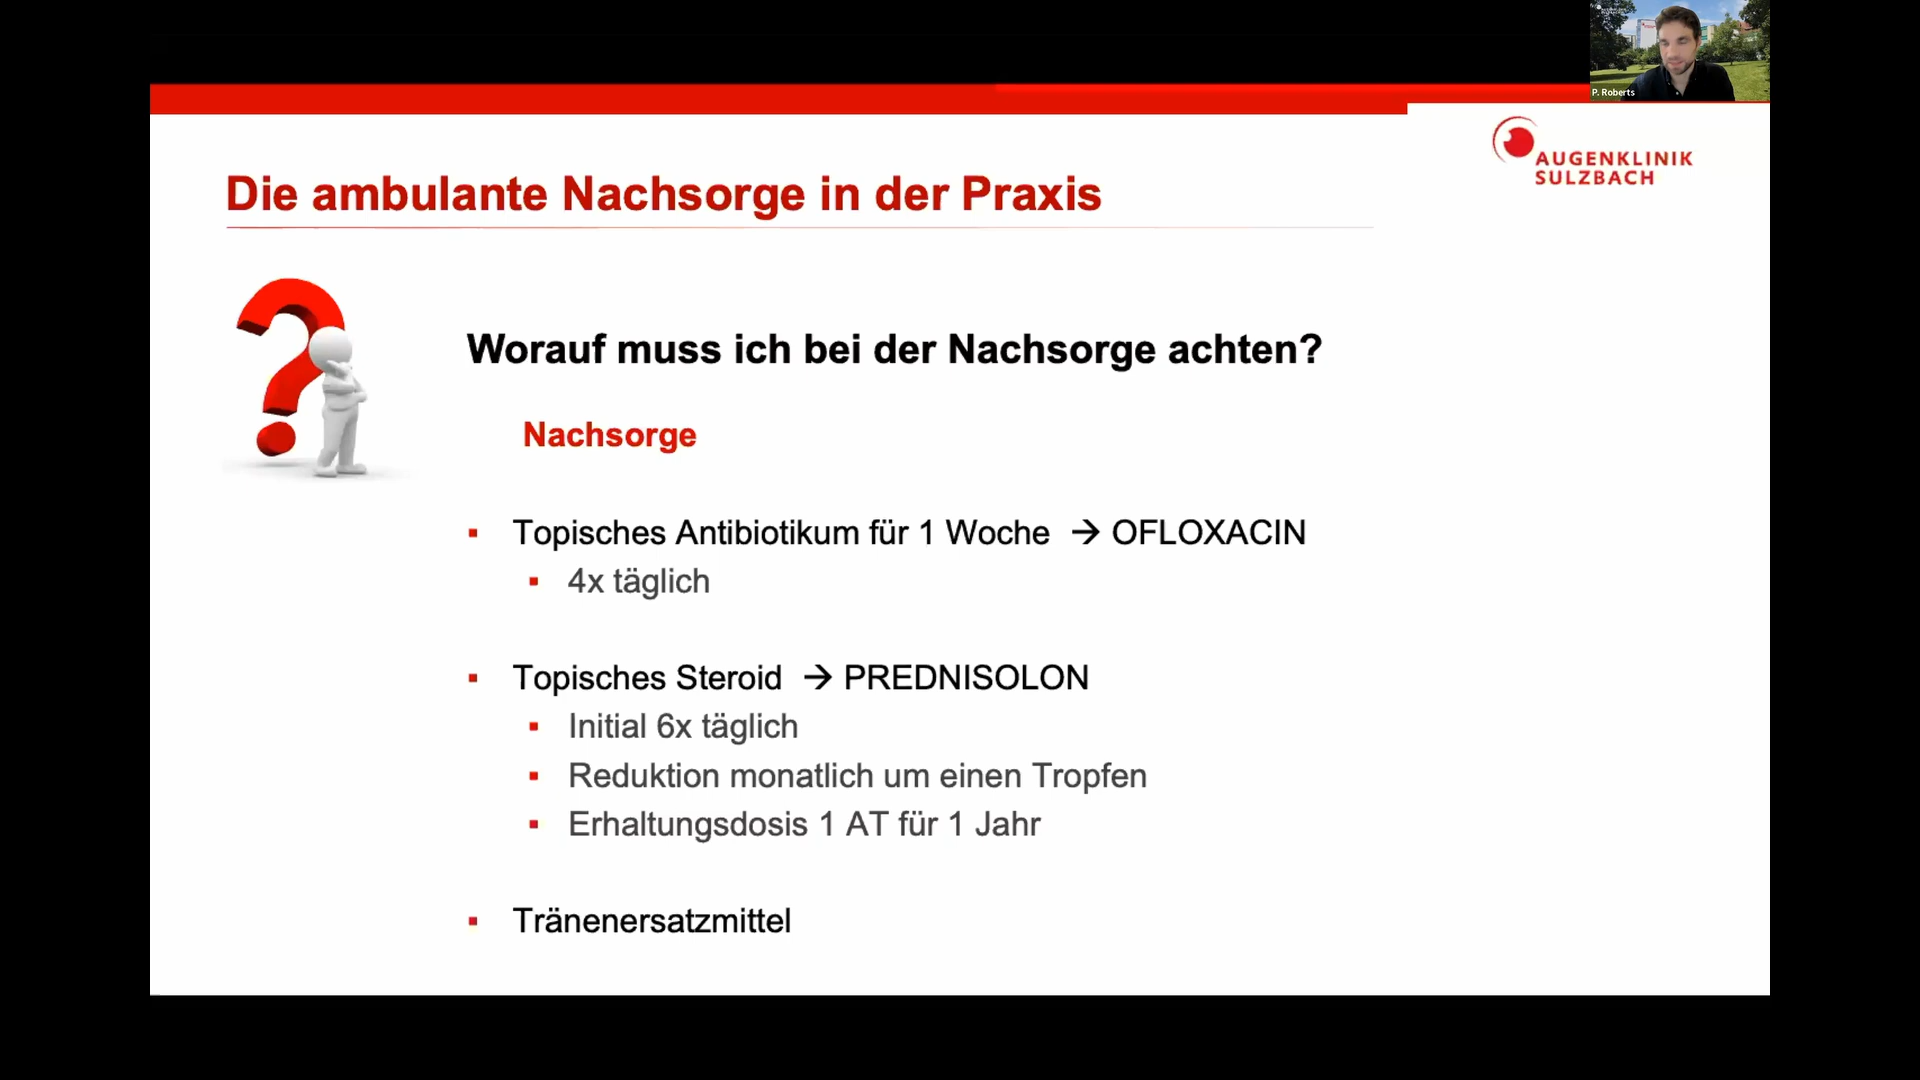 P. Roberts
AUGENKLINIK
SULZBACH
Die ambulante Nachsorge in der Praxis
Worauf muss ich bei der Nachsorge achten?
Nachsorge
▪ Topisches Antibiotikum für 1 Woche → OFLOXACIN
▪ 4x täglich
▪ Topisches Steroid → PREDNISOLON
▪ Initial 6x täglich
▪ Reduktion monatlich um einen Tropfen
▪ Erhaltungsdosis 1 AT für 1 Jahr
▪ Tränenersatzmittel